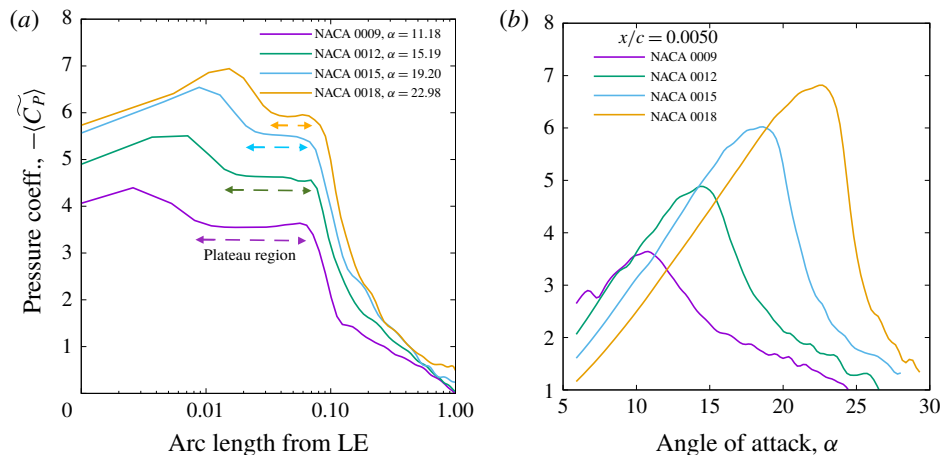 (a)
8
7
6
5
4
3
2
1
0
0.01
0.10
1.00
Pressure coeff., −⟨C̃_P⟩
Arc length from LE
NACA 0009, α = 11.18
NACA 0012, α = 15.19
NACA 0015, α = 19.20
NACA 0018, α = 22.98
Plateau region
(b)
8
7
6
5
4
3
2
1
5
10
15
20
25
30
x/c = 0.0050
NACA 0009
NACA 0012
NACA 0015
NACA 0018
Angle of attack, α